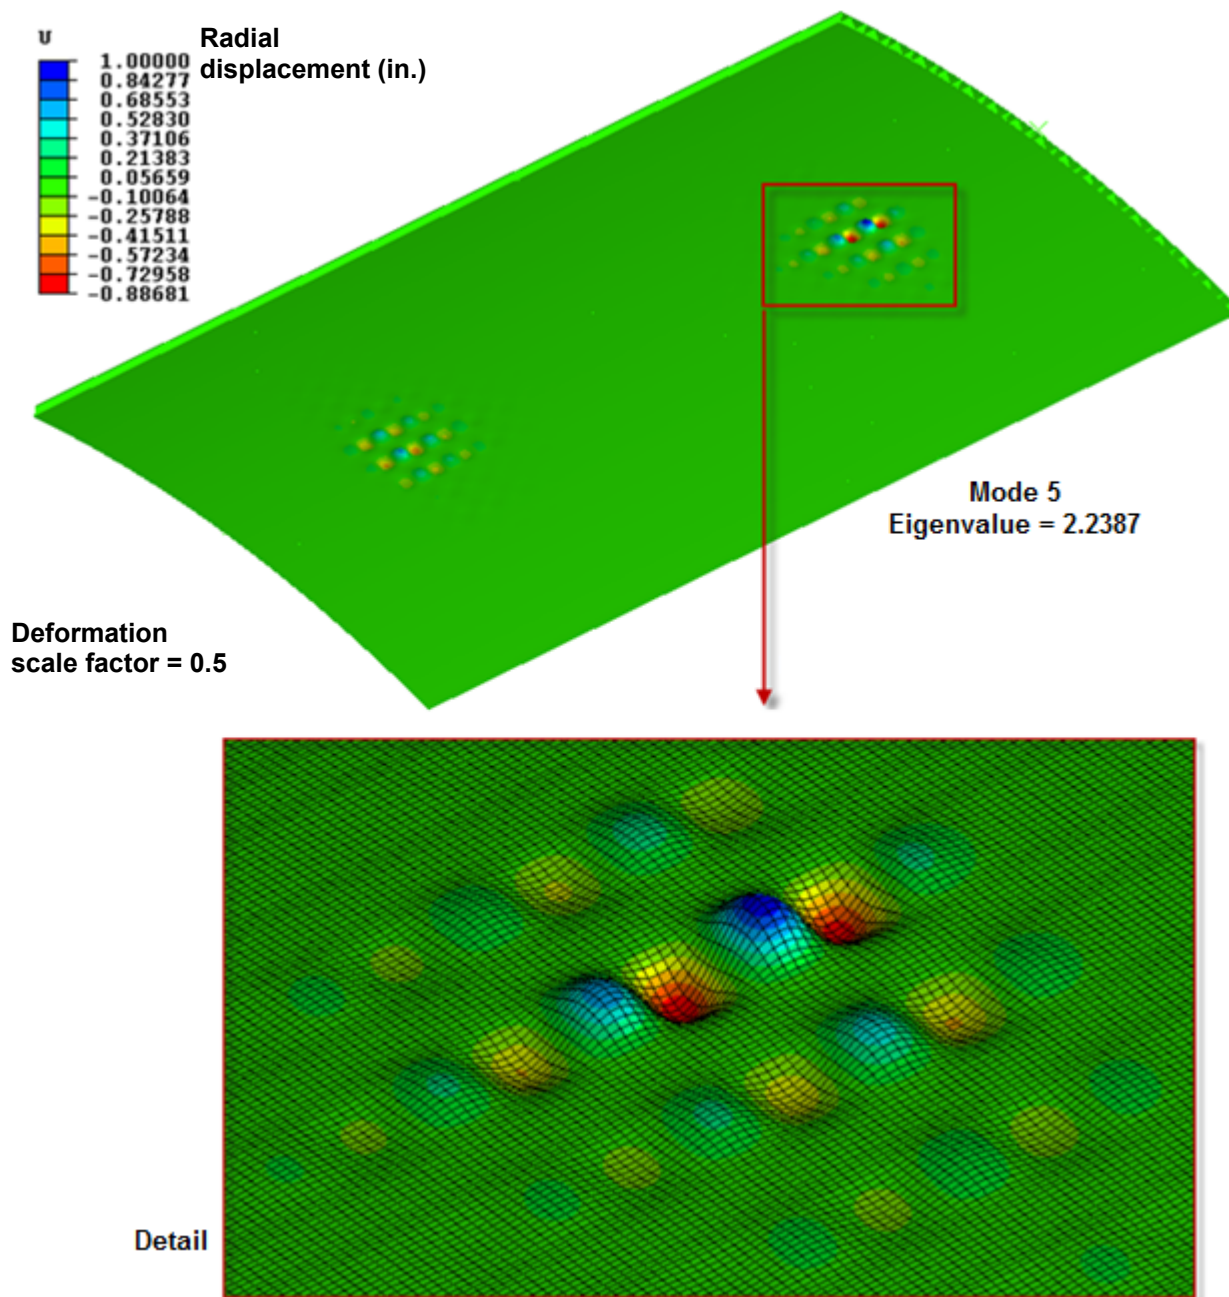 U
Radial
displacement (in.)
1.00000
0.84277
0.68553
0.52830
0.37106
0.21383
0.05659
-0.10064
-0.25788
-0.41511
-0.57234
-0.72958
-0.88681
Mode 5
Eigenvalue = 2.2387
Deformation
scale factor = 0.5
Detail